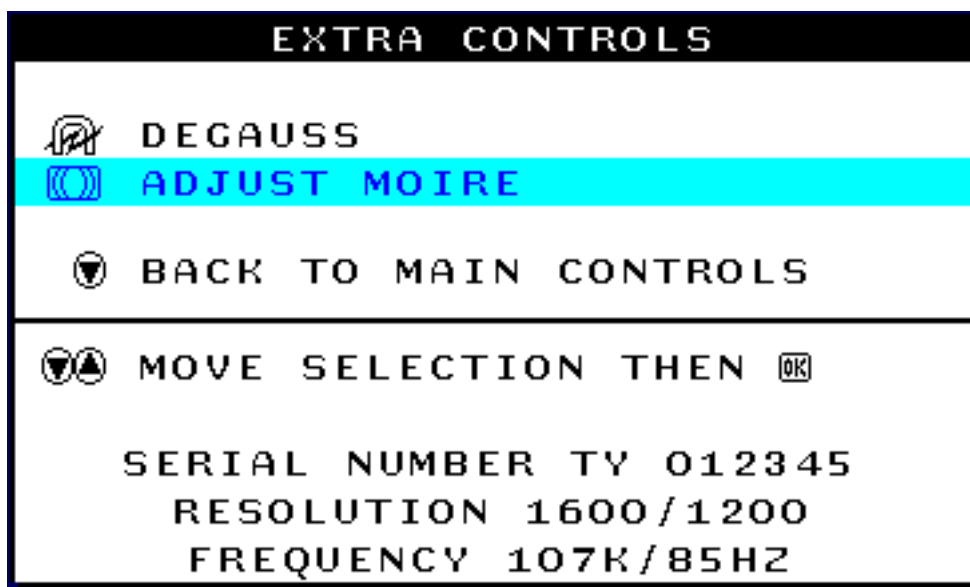 EXTRA CONTROLS
DEGAUSS
ADJUST MOIRE
BACK TO MAIN CONTROLS
MOVE SELECTION THEN OK
SERIAL NUMBER TY 012345
RESOLUTION 1600/1200
FREQUENCY 107K/85HZ